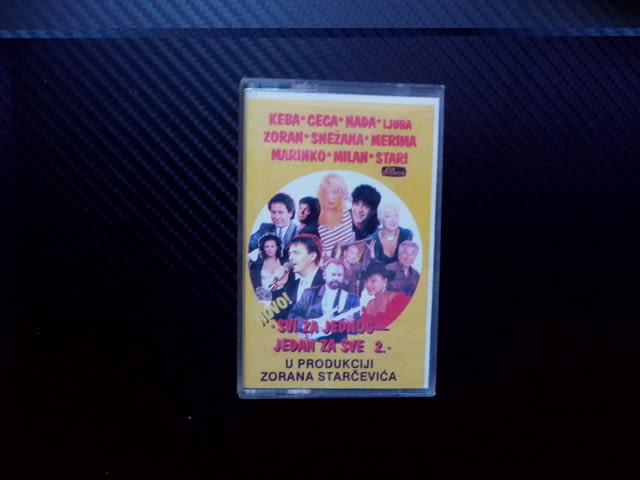 KEBA • CECA • NADA • LJUBA
ZORAN • SNEŽANA • MERIMA
MARINKO • MILAN • STARI
NOVO!
• SVI ZA JEDNOG —
JEDAN ZA SVE 2. •
U PRODUKCIJI
ZORANA STARČEVIĆA